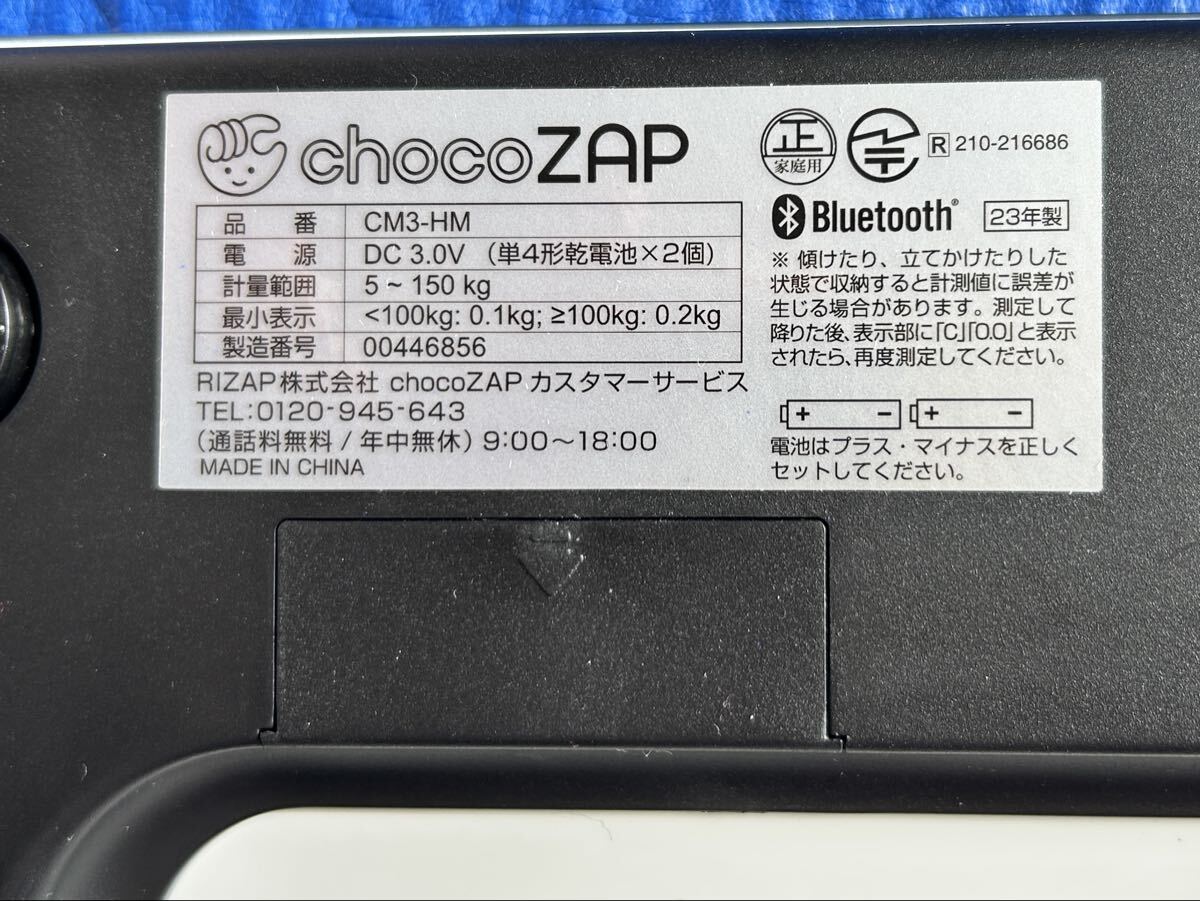 chocoZAP
品番 CM3-HM
電源 DC 3.0V (単4形乾電池×2個)
計量範囲 5 ~ 150 kg
最小表示 <100kg: 0.1kg; ≥100kg: 0.2kg
製造番号 00446856
RIZAP株式会社 chocoZAP カスタマーサービス
TEL:0120-945-643
(通話料無料 / 年中無休) 9:00～18:00
MADE IN CHINA
正
家庭用
R 210-216686
Bluetooth® 23年製
※ 傾けたり、立てかけたりした
状態で収納すると計測値に誤差が
生じる場合があります。測定して
降りた後、表示部に「C」「0.0」と表示
されたら、再度測定してください。
+ - + -
電池はプラス・マイナスを正しく
セットしてください。